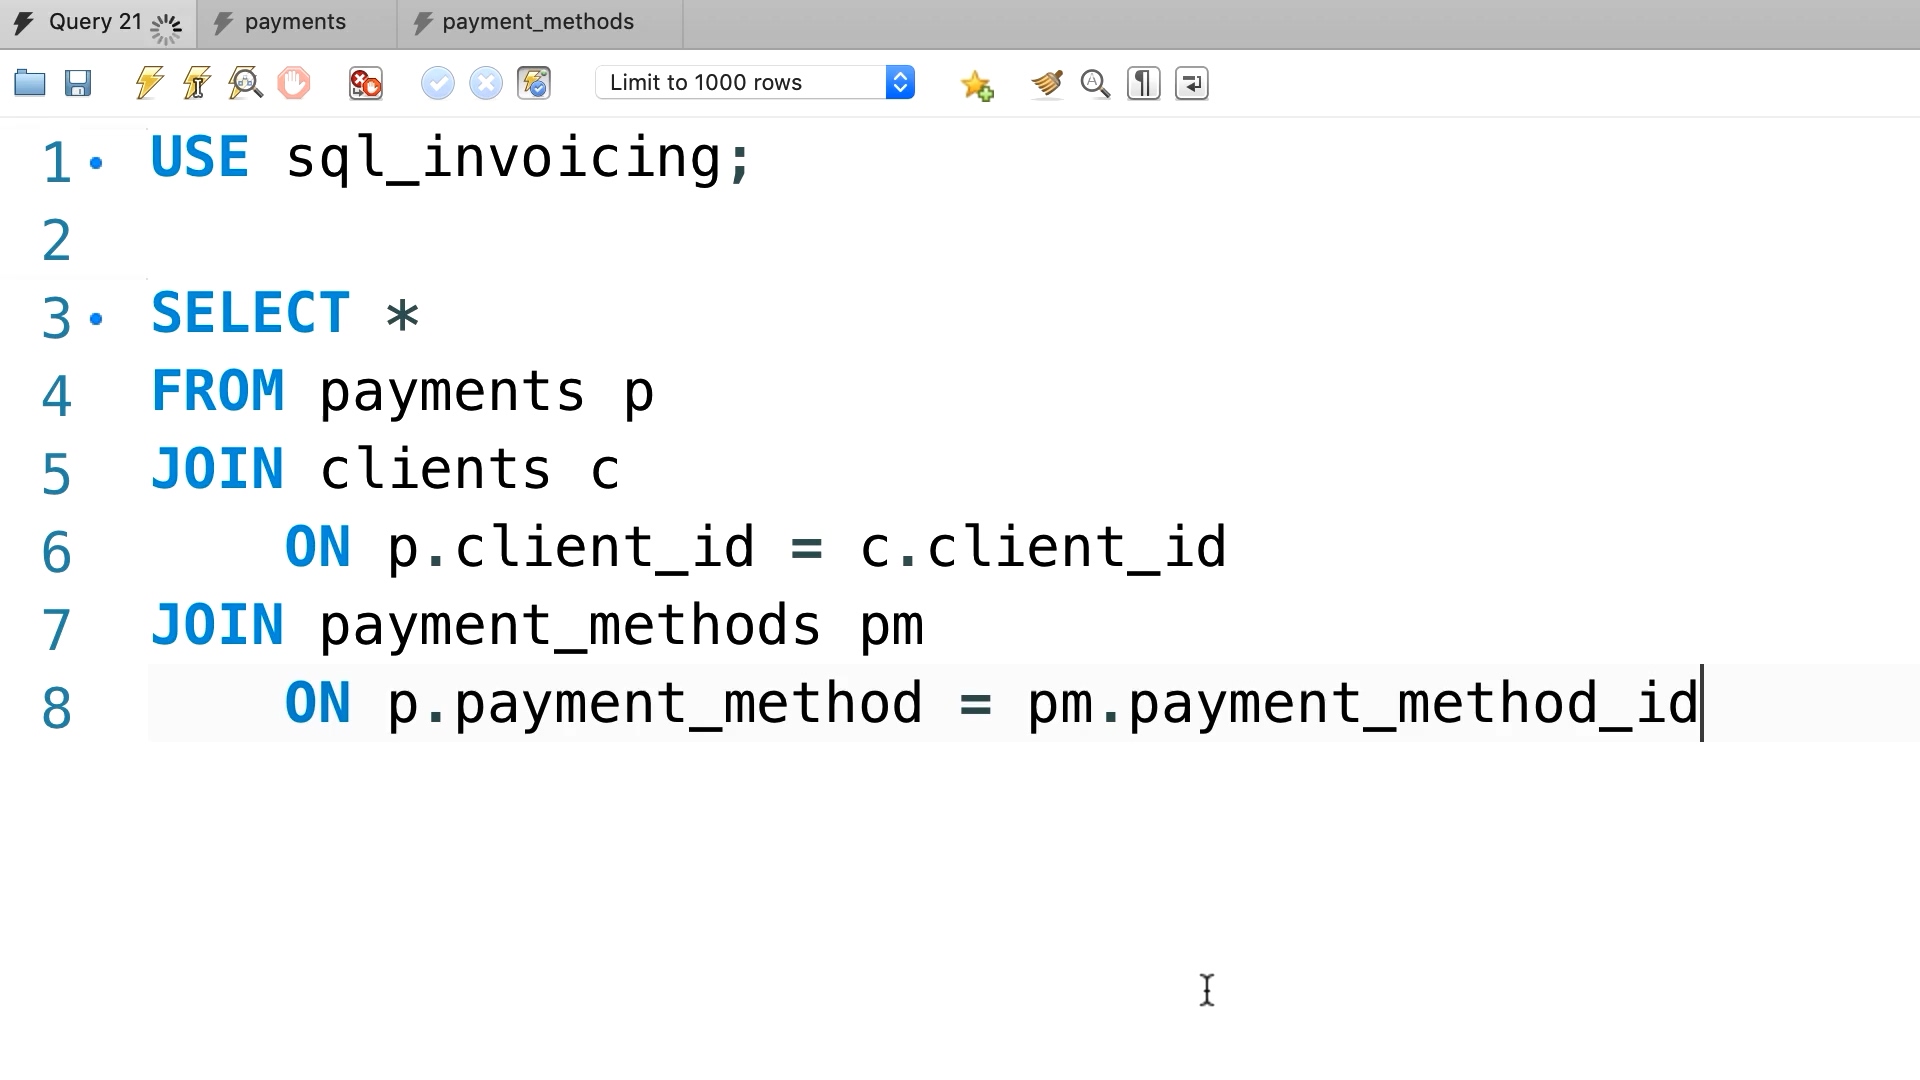 Query 21
payments
payment_methods
Limit to 1000 rows
1 USE sql_invoicing;
2
3 SELECT *
4 FROM payments p
5 JOIN clients c
6 ON p.client_id = c.client_id
7 JOIN payment_methods pm
8 ON p.payment_method = pm.payment_method_id